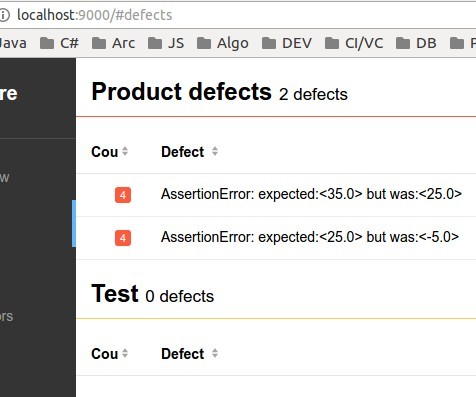 localhost:9000/#defects
Java C# Arc JS Algo DEV CI/VC DB
re
Product defects 2 defects
Cou Defect
w
4 AssertionError: expected:<35.0> but was:<25.0>
4 AssertionError: expected:<25.0> but was:<-5.0>
Test 0 defects
ors
Cou Defect